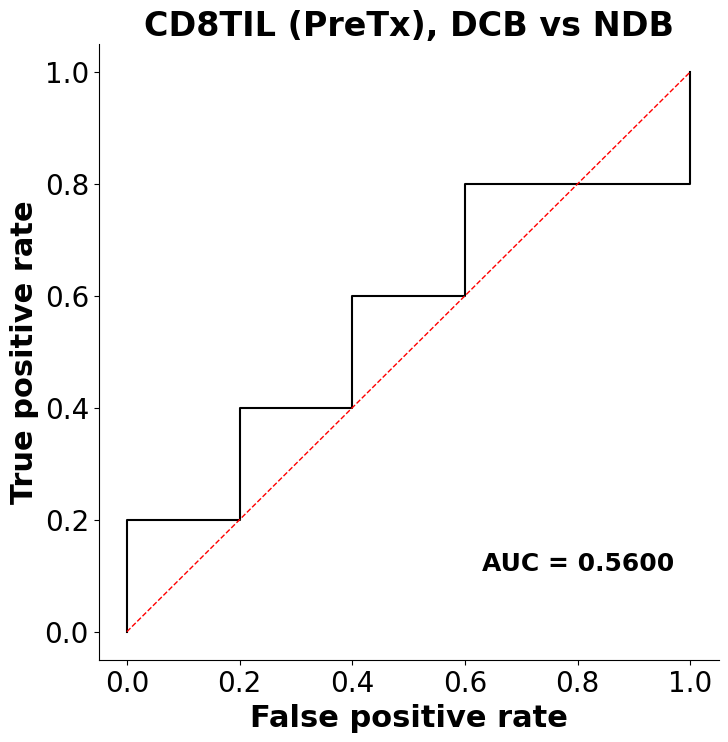 CD8TIL (PreTx), DCB vs NDB
True positive rate
1.0
0.8
0.6
0.4
0.2
0.0
AUC = 0.5600
0.0 0.2 0.4 0.6 0.8 1.0
False positive rate